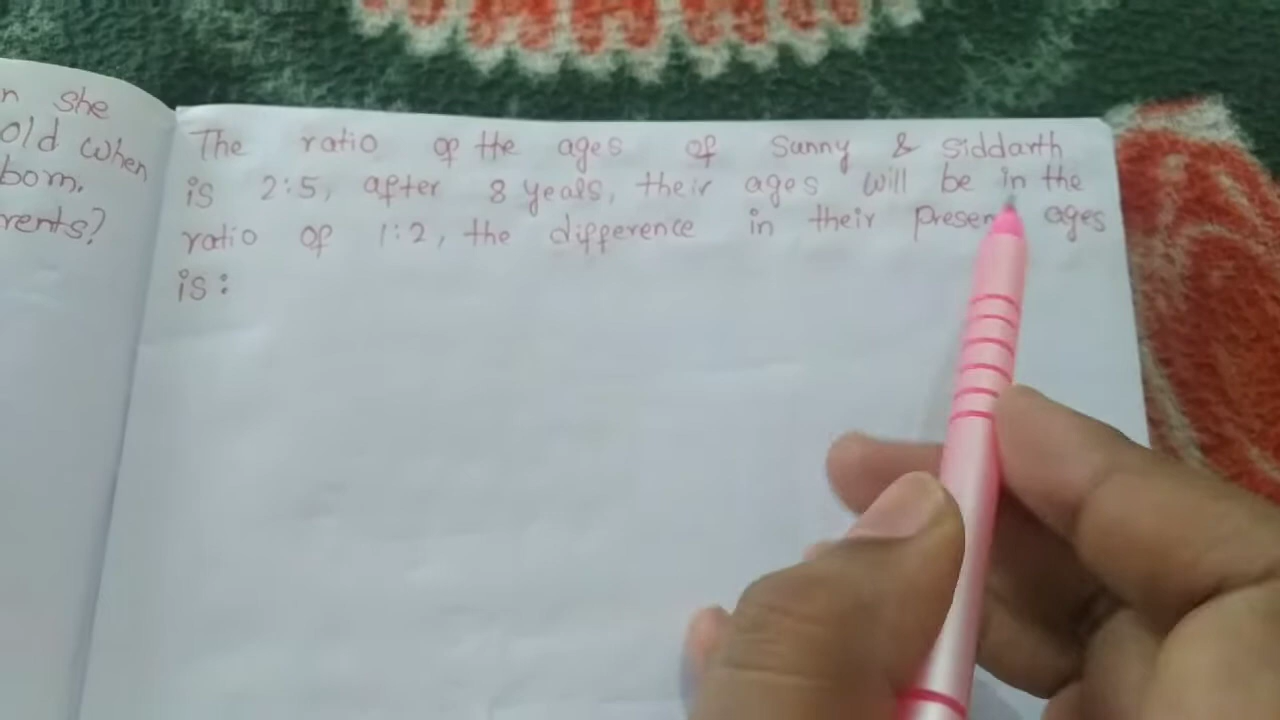 n she
old when
born.
rents?
The ratio of the ages of Sunny & Siddarth
is 2:5, after 8 years, their ages will be in the
ratio of 1:2, the difference in their present ages
is: